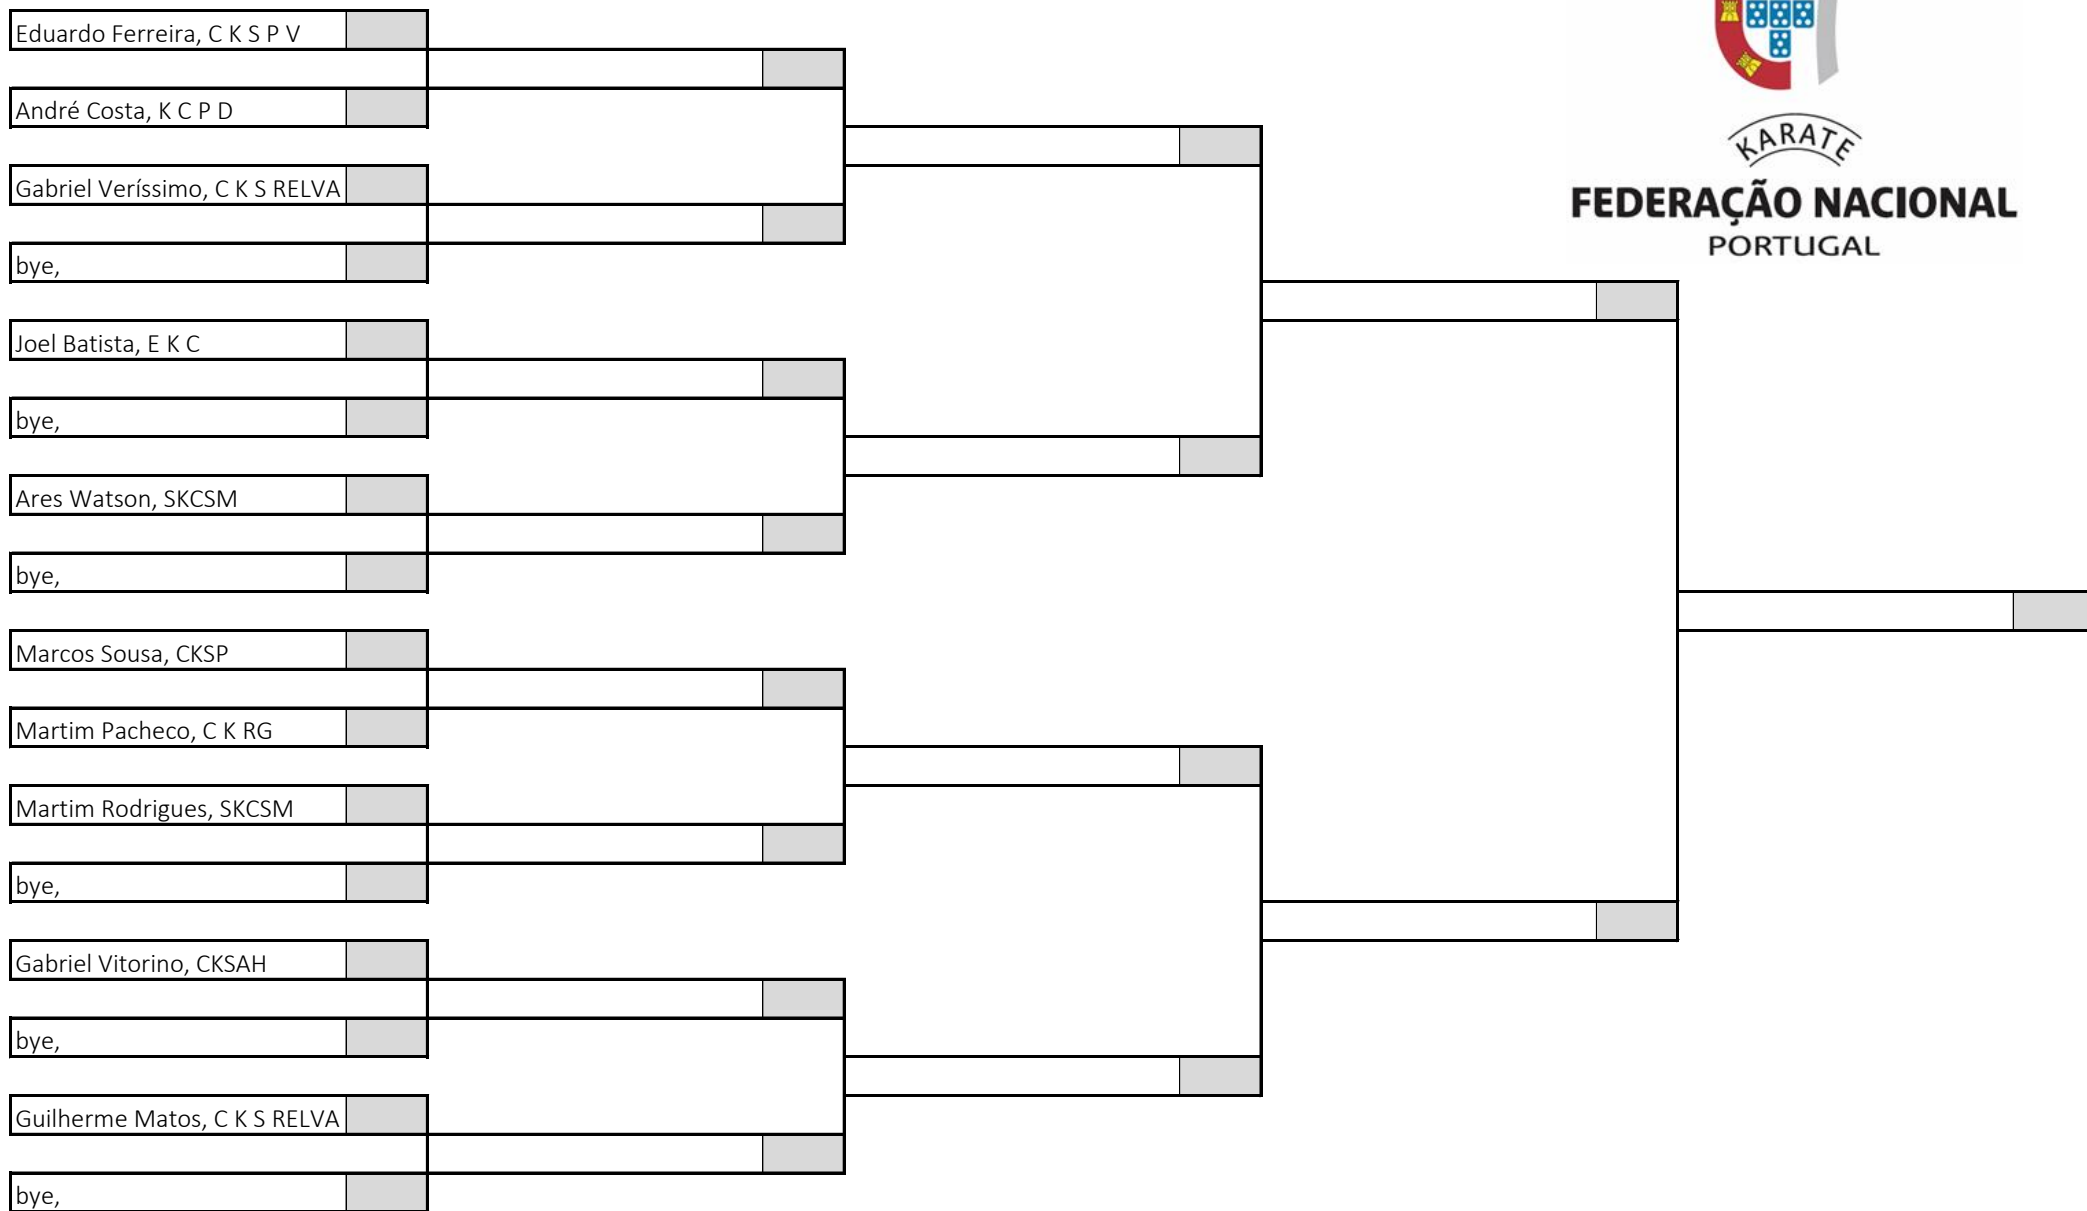 Eduardo Ferreira, C K S P V
André Costa, K C P D
KARATE
Gabriel Veríssimo, C K S RELVA
FEDERAÇÃO NACIONAL
PORTUGAL
bye,
Joel Batista, E K C
bye,
Ares Watson, SKCSM
bye,
Marcos Sousa, CKSP
Martim Pacheco, C K RG
Martim Rodrigues, SKCSM
bye,
Gabriel Vitorino, CKSAH
bye,
Guilherme Matos, C K S RELVA
bye,